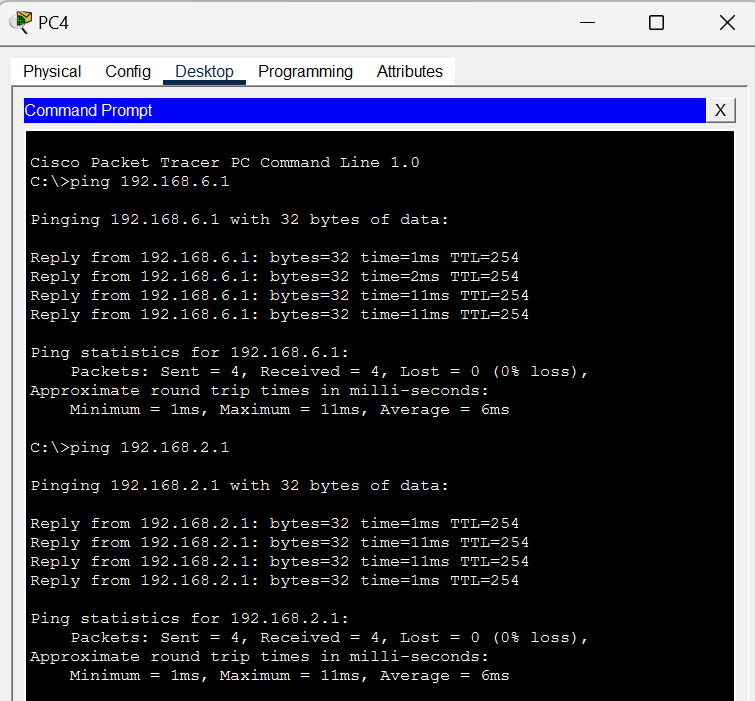 PC4
Physical Config Desktop Programming Attributes
Command Prompt
X
Cisco Packet Tracer PC Command Line 1.0
C:\>ping 192.168.6.1
Pinging 192.168.6.1 with 32 bytes of data:
Reply from 192.168.6.1: bytes=32 time=1ms TTL=254
Reply from 192.168.6.1: bytes=32 time=2ms TTL=254
Reply from 192.168.6.1: bytes=32 time=11ms TTL=254
Reply from 192.168.6.1: bytes=32 time=11ms TTL=254
Ping statistics for 192.168.6.1:
    Packets: Sent = 4, Received = 4, Lost = 0 (0% loss),
Approximate round trip times in milli-seconds:
    Minimum = 1ms, Maximum = 11ms, Average = 6ms
C:\>ping 192.168.2.1
Pinging 192.168.2.1 with 32 bytes of data:
Reply from 192.168.2.1: bytes=32 time=1ms TTL=254
Reply from 192.168.2.1: bytes=32 time=11ms TTL=254
Reply from 192.168.2.1: bytes=32 time=11ms TTL=254
Reply from 192.168.2.1: bytes=32 time=1ms TTL=254
Ping statistics for 192.168.2.1:
    Packets: Sent = 4, Received = 4, Lost = 0 (0% loss),
Approximate round trip times in milli-seconds:
    Minimum = 1ms, Maximum = 11ms, Average = 6ms